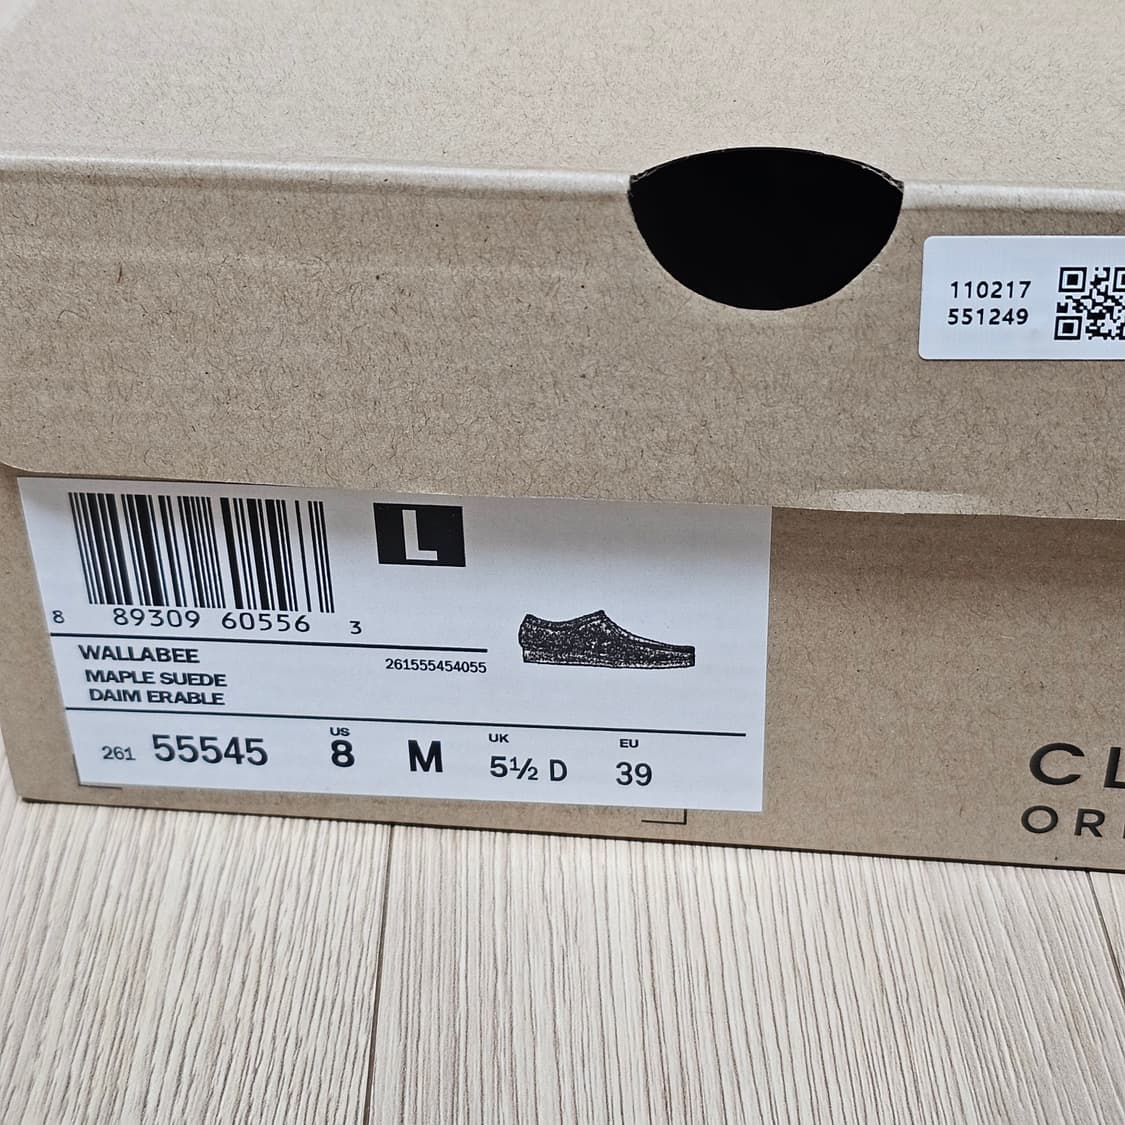 110217
551249
L
8 89309 60556 3
WALLABEE
261555454055
MAPLE SUEDE
DAIM ERABLE
US UK EU
261 55545 8 M 5½ D 39
CL
ORI